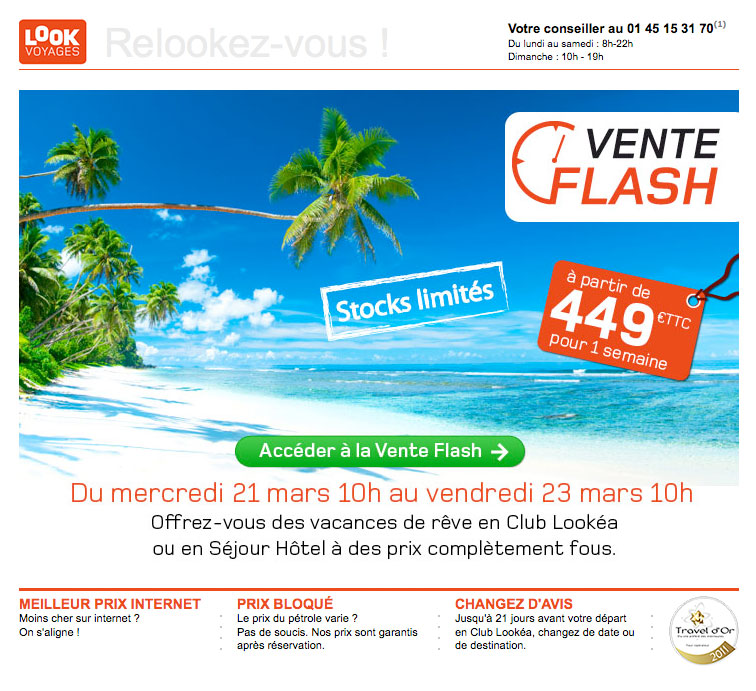 LOOK
VOYAGES
Relookez-vous !
Votre conseiller au 01 45 15 31 70(1)
Du lundi au samedi : 8h-22h
Dimanche : 10h - 19h
VENTE
FLASH
Stocks limités
à partir de
449 €TTC
pour 1 semaine
Accéder à la Vente Flash
Du mercredi 21 mars 10h au vendredi 23 mars 10h
Offrez-vous des vacances de rêve en Club Lookéa
ou en Séjour Hôtel à des prix complètement fous.
MEILLEUR PRIX INTERNET
Moins cher sur internet ?
On s'aligne !
PRIX BLOQUÉ
Le prix du pétrole varie ?
Pas de soucis. Nos prix sont garantis
après réservation.
CHANGEZ D'AVIS
Jusqu'à 21 jours avant votre départ
en Club Lookéa, changez de date ou
de destination.
Travel d'Or
2011